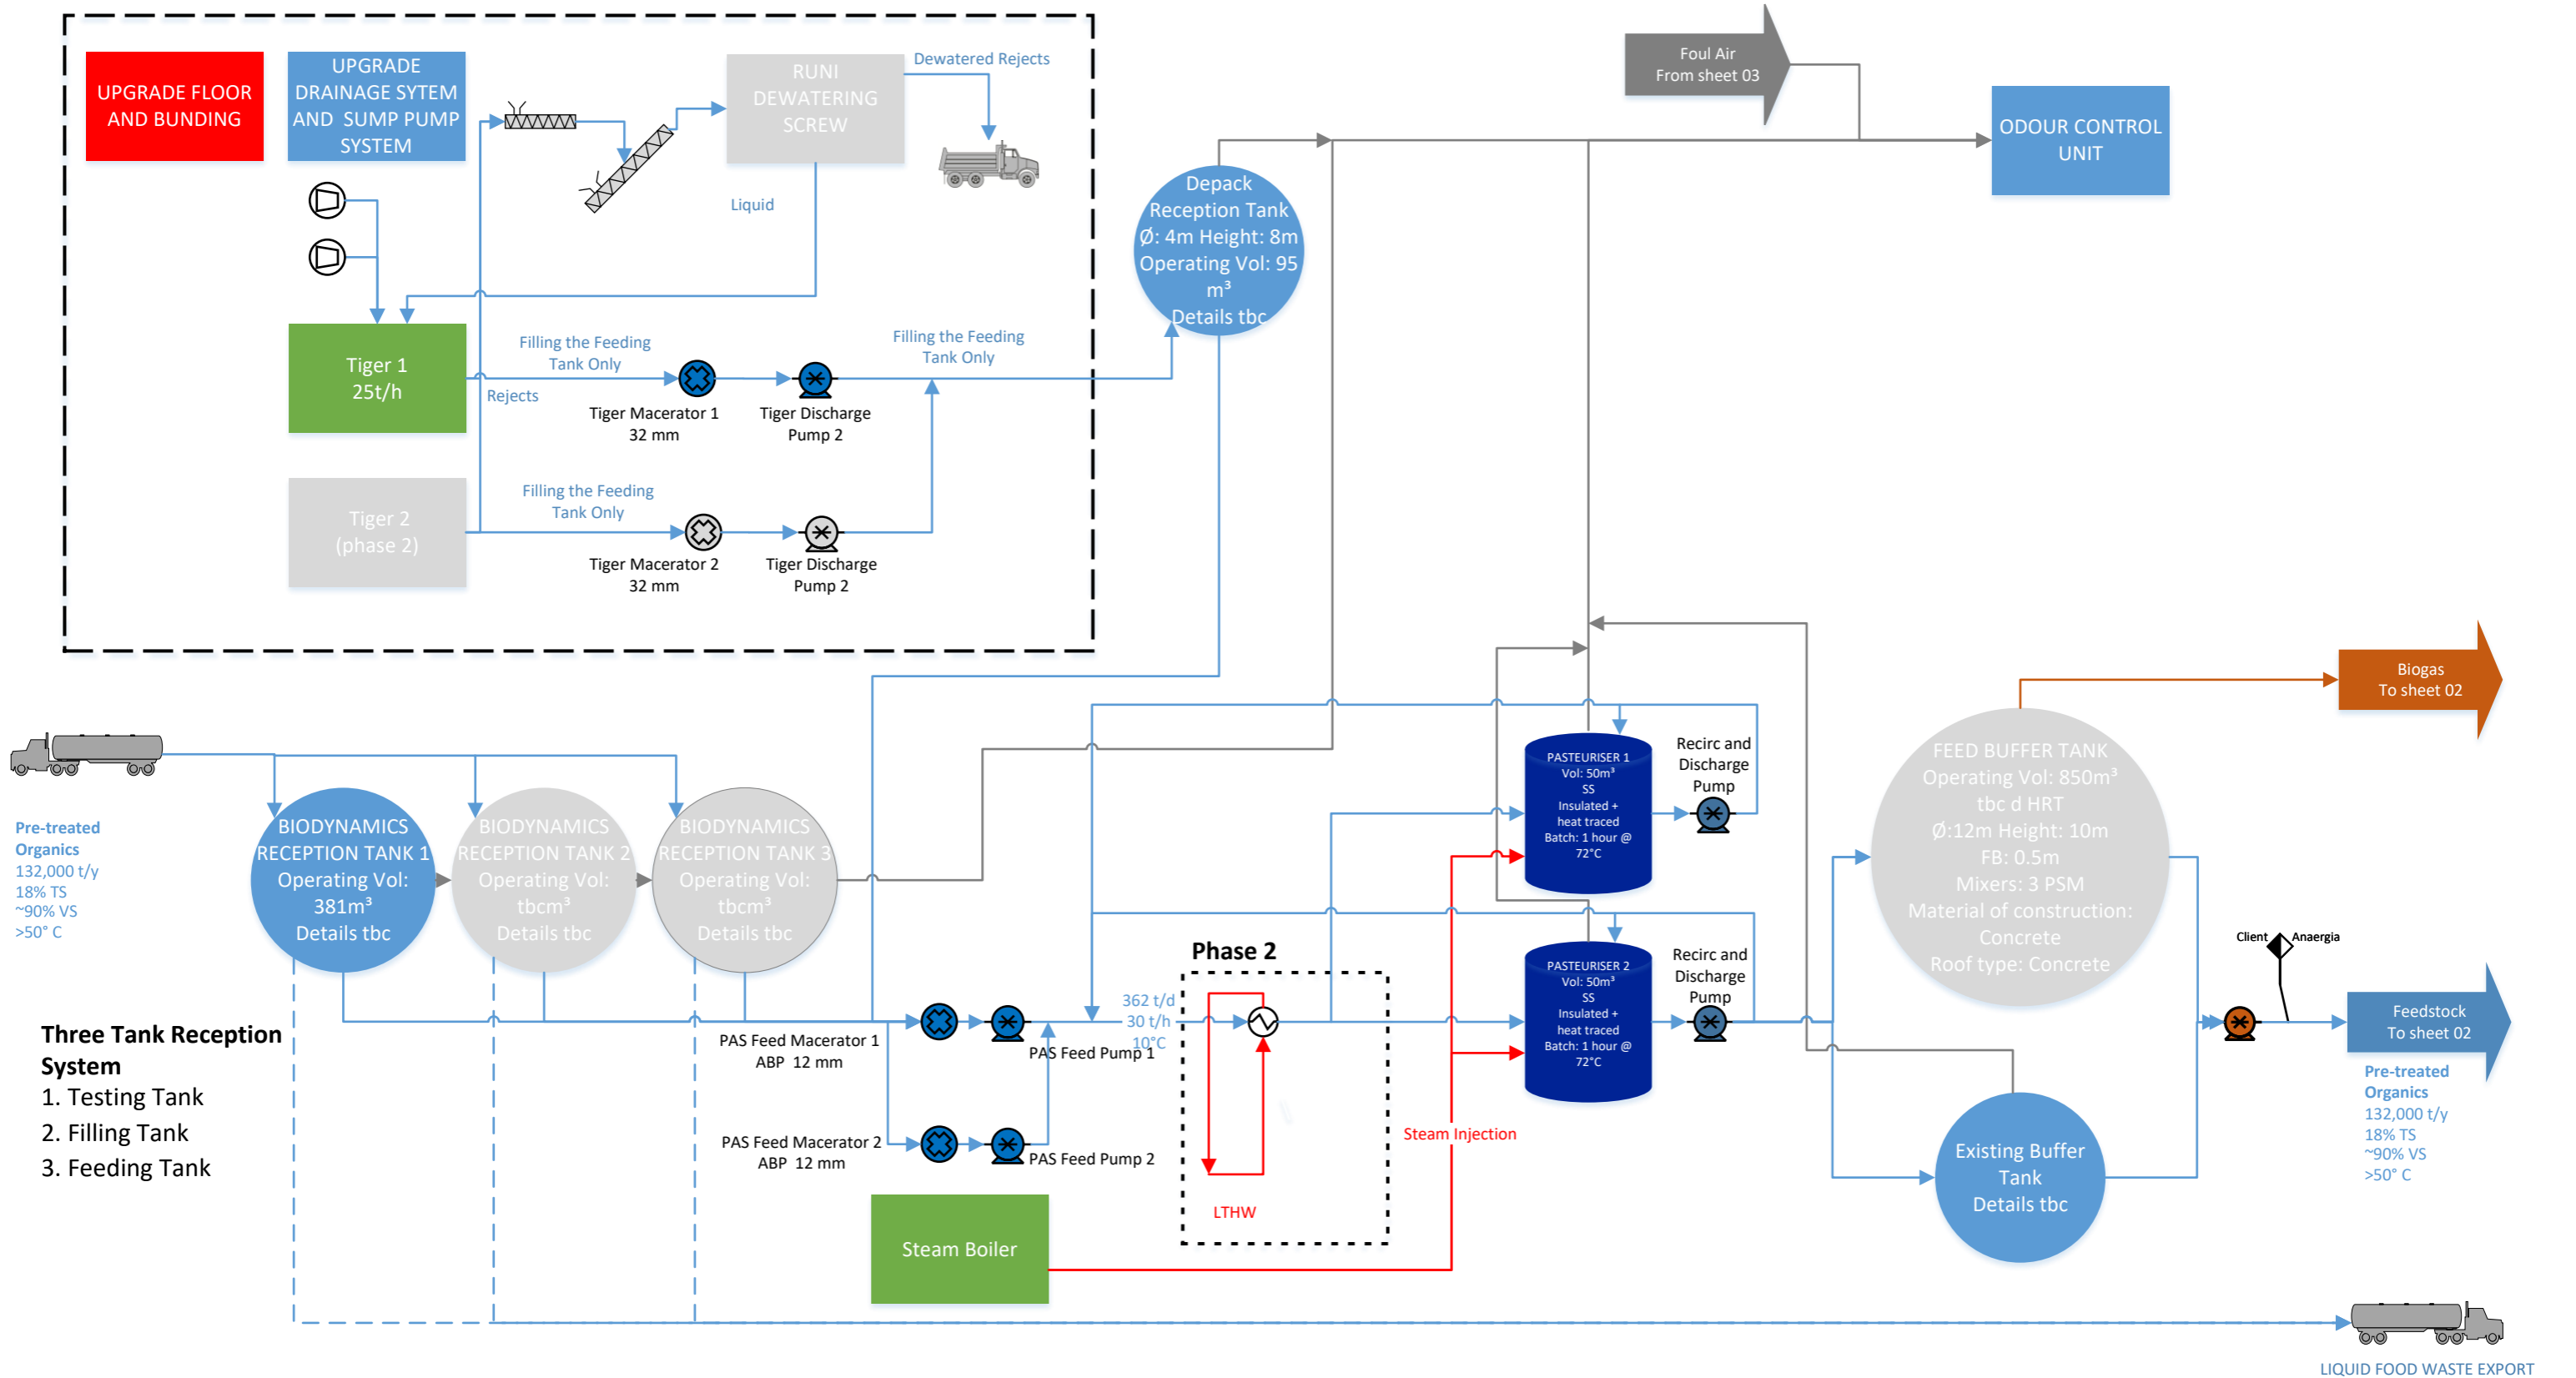 UPGRADE FLOOR
AND BUNDING
UPGRADE
DRAINAGE SYTEM
AND SUMP PUMP
SYSTEM
RUNI
DEWATERING
SCREW
Dewatered Rejects
Liquid
Tiger 1
25t/h
Rejects
Filling the Feeding
Tank Only
Tiger Macerator 1
32 mm
Tiger Discharge
Pump 2
Filling the Feeding
Tank Only
Tiger 2
(phase 2)
Filling the Feeding
Tank Only
Tiger Macerator 2
32 mm
Tiger Discharge
Pump 2
Depack
Reception Tank
Ø: 4m Height: 8m
Operating Vol: 95
m³
Details tbc
Foul Air
From sheet 03
ODOUR CONTROL
UNIT
Biogas
To sheet 02
Pre-treated
Organics
132,000 t/y
18% TS
~90% VS
>50° C
BIODYNAMICS
RECEPTION TANK 1
Operating Vol:
381m³
Details tbc
BIODYNAMICS
RECEPTION TANK 2
Operating Vol:
tbcm³
Details tbc
BIODYNAMICS
RECEPTION TANK 3
Operating Vol:
tbcm³
Details tbc
Three Tank Reception
System
1. Testing Tank
2. Filling Tank
3. Feeding Tank
PAS Feed Macerator 1
ABP 12 mm
PAS Feed Pump 1
PAS Feed Macerator 2
ABP 12 mm
PAS Feed Pump 2
362 t/d
30 t/h
10°C
Phase 2
LTHW
Steam Boiler
Steam Injection
PASTEURISER 1
Vol: 50m³
SS
Insulated +
heat traced
Batch: 1 hour @
72°C
Recirc and
Discharge
Pump
PASTEURISER 2
Vol: 50m³
SS
Insulated +
heat traced
Batch: 1 hour @
72°C
Recirc and
Discharge
Pump
FEED BUFFER TANK
Operating Vol: 850m³
tbc d HRT
Ø:12m Height: 10m
FB: 0.5m
Mixers: 3 PSM
Material of construction:
Concrete
Roof type: Concrete
Existing Buffer
Tank
Details tbc
Client
Anaergia
Feedstock
To sheet 02
Pre-treated
Organics
132,000 t/y
18% TS
~90% VS
>50° C
LIQUID FOOD WASTE EXPORT